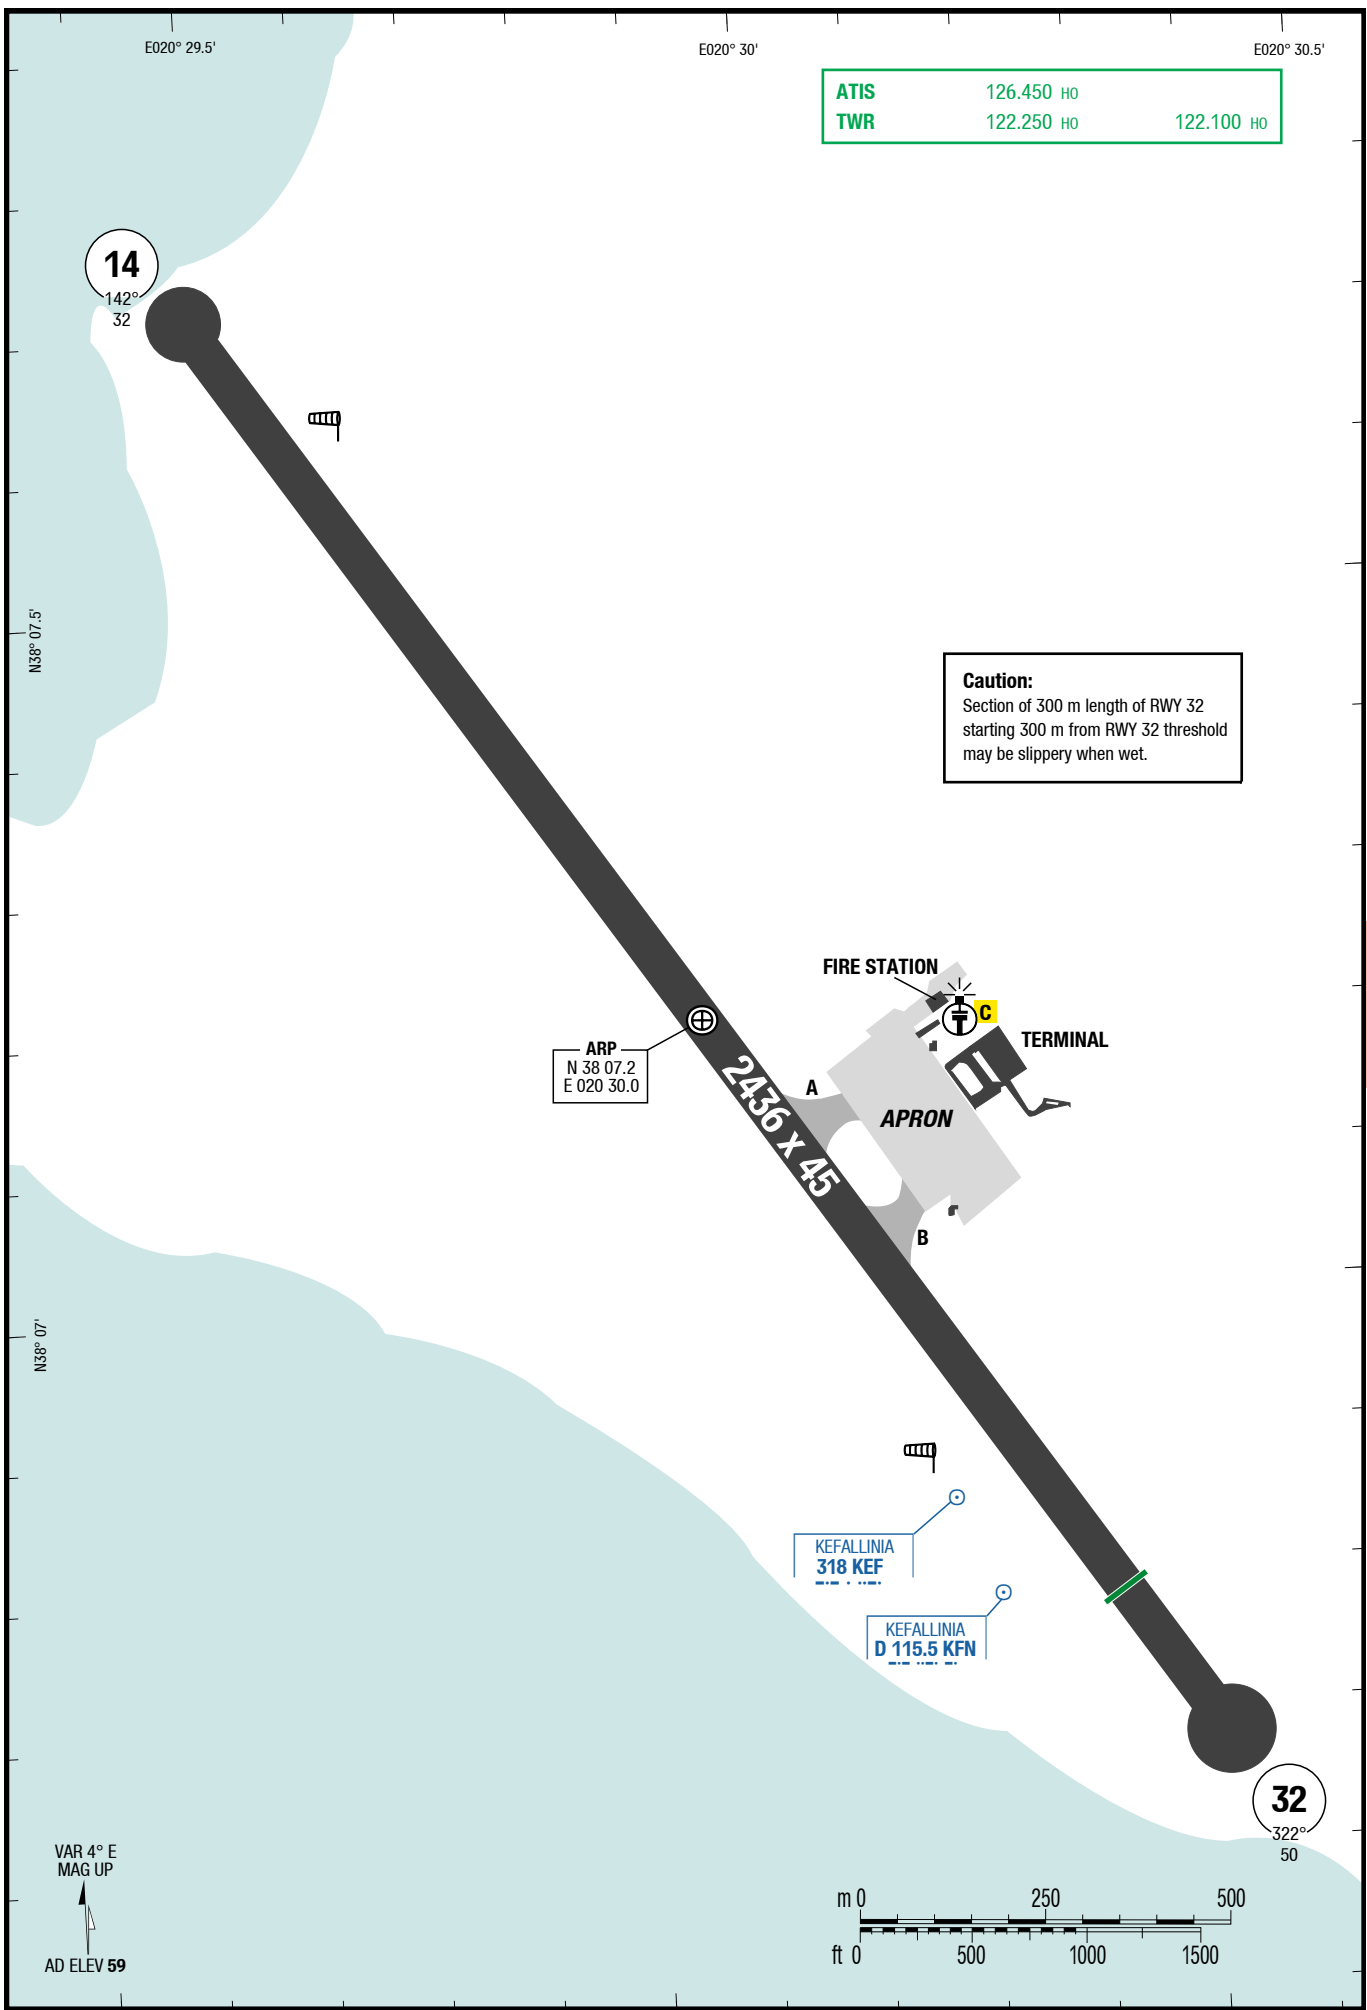 E020° 29.5'
E020° 30'
E020° 30.5'
ATIS 126.450 HO
TWR 122.250 HO 122.100 HO
14
142°
32
N38° 07.5'
Caution:
Section of 300 m length of RWY 32
starting 300 m from RWY 32 threshold
may be slippery when wet.
FIRE STATION
C
TERMINAL
ARP
N 38 07.2
E 020 30.0
2436 x 45
A
APRON
B
N38° 07'
KEFALLINIA
318 KEF
KEFALLINIA
D 115.5 KFN
32
322°
50
VAR 4° E
MAG UP
AD ELEV 59
m 0 250 500
ft 0 500 1000 1500